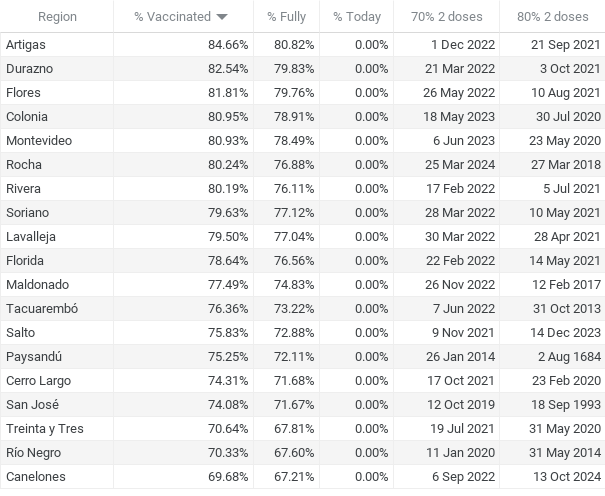 Region % Vaccinated % Fully % Today 70% 2 doses 80% 2 doses
Artigas 84.66% 80.82% 0.00% 1 Dec 2022 21 Sep 2021
Durazno 82.54% 79.83% 0.00% 21 Mar 2022 3 Oct 2021
Flores 81.81% 79.76% 0.00% 26 May 2022 10 Aug 2021
Colonia 80.95% 78.91% 0.00% 18 May 2023 30 Jul 2020
Montevideo 80.93% 78.49% 0.00% 6 Jun 2023 23 May 2020
Rocha 80.24% 76.88% 0.00% 25 Mar 2024 27 Mar 2018
Rivera 80.19% 76.11% 0.00% 17 Feb 2022 5 Jul 2021
Soriano 79.63% 77.12% 0.00% 28 Mar 2022 10 May 2021
Lavalleja 79.50% 77.04% 0.00% 30 Mar 2022 28 Apr 2021
Florida 78.64% 76.56% 0.00% 22 Feb 2022 14 May 2021
Maldonado 77.49% 74.83% 0.00% 26 Nov 2022 12 Feb 2017
Tacuarembó 76.36% 73.22% 0.00% 7 Jun 2022 31 Oct 2013
Salto 75.83% 72.88% 0.00% 9 Nov 2021 14 Dec 2023
Paysandú 75.25% 72.11% 0.00% 26 Jan 2014 2 Aug 1684
Cerro Largo 74.31% 71.68% 0.00% 17 Oct 2021 23 Feb 2020
San José 74.08% 71.67% 0.00% 12 Oct 2019 18 Sep 1993
Treinta y Tres 70.64% 67.81% 0.00% 19 Jul 2021 31 May 2020
Río Negro 70.33% 67.60% 0.00% 11 Jan 2020 31 May 2014
Canelones 69.68% 67.21% 0.00% 6 Sep 2022 13 Oct 2024